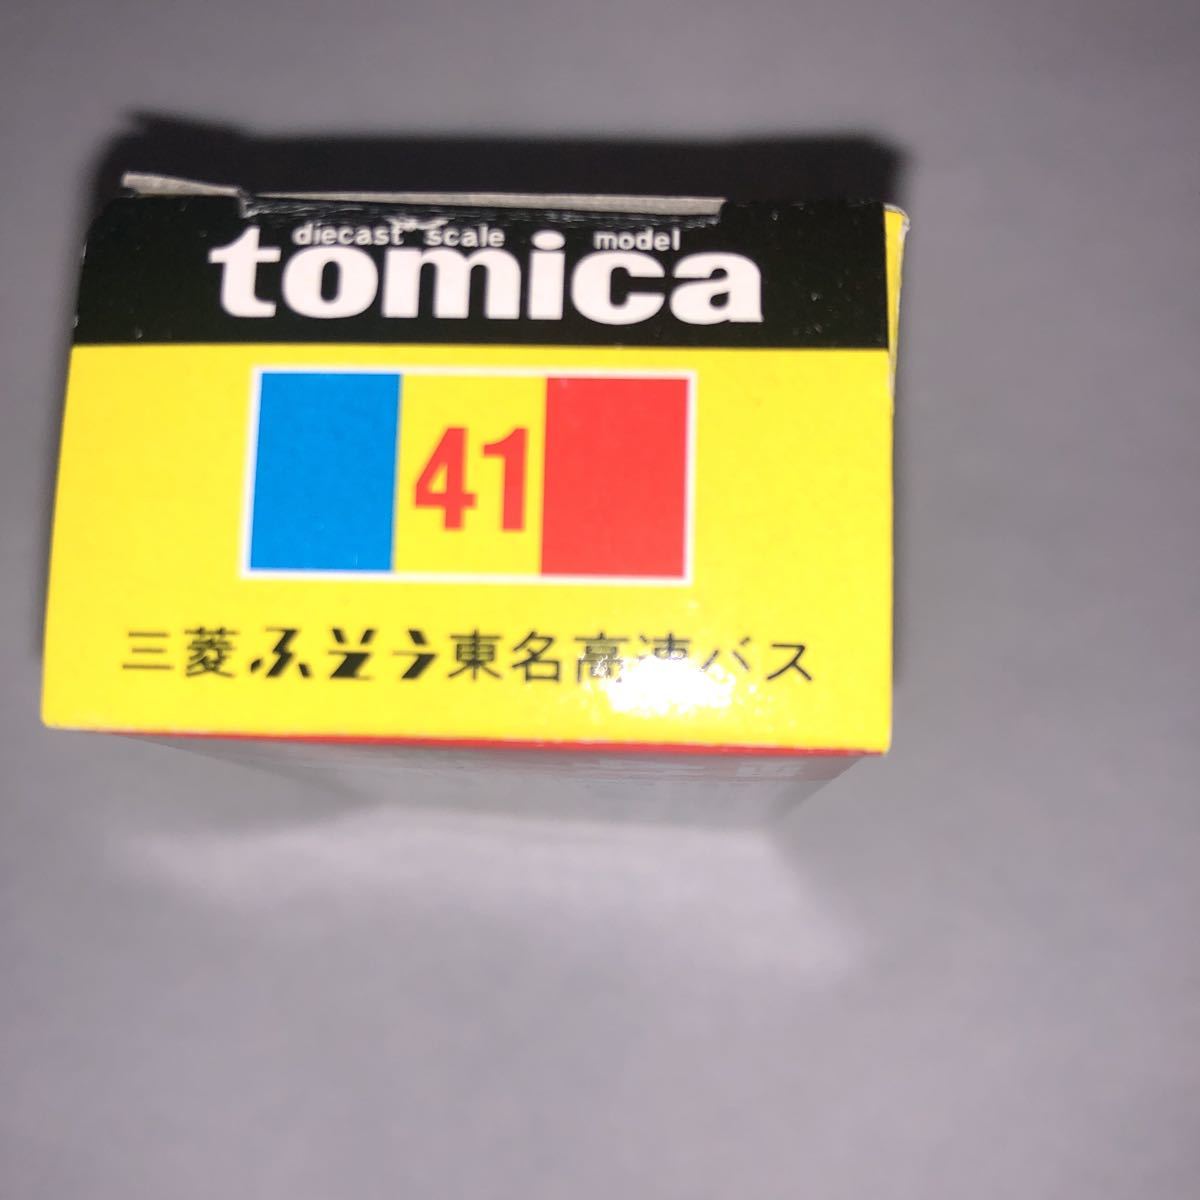 diecast scale model
tomica
41
三菱ふそう東名高速バス